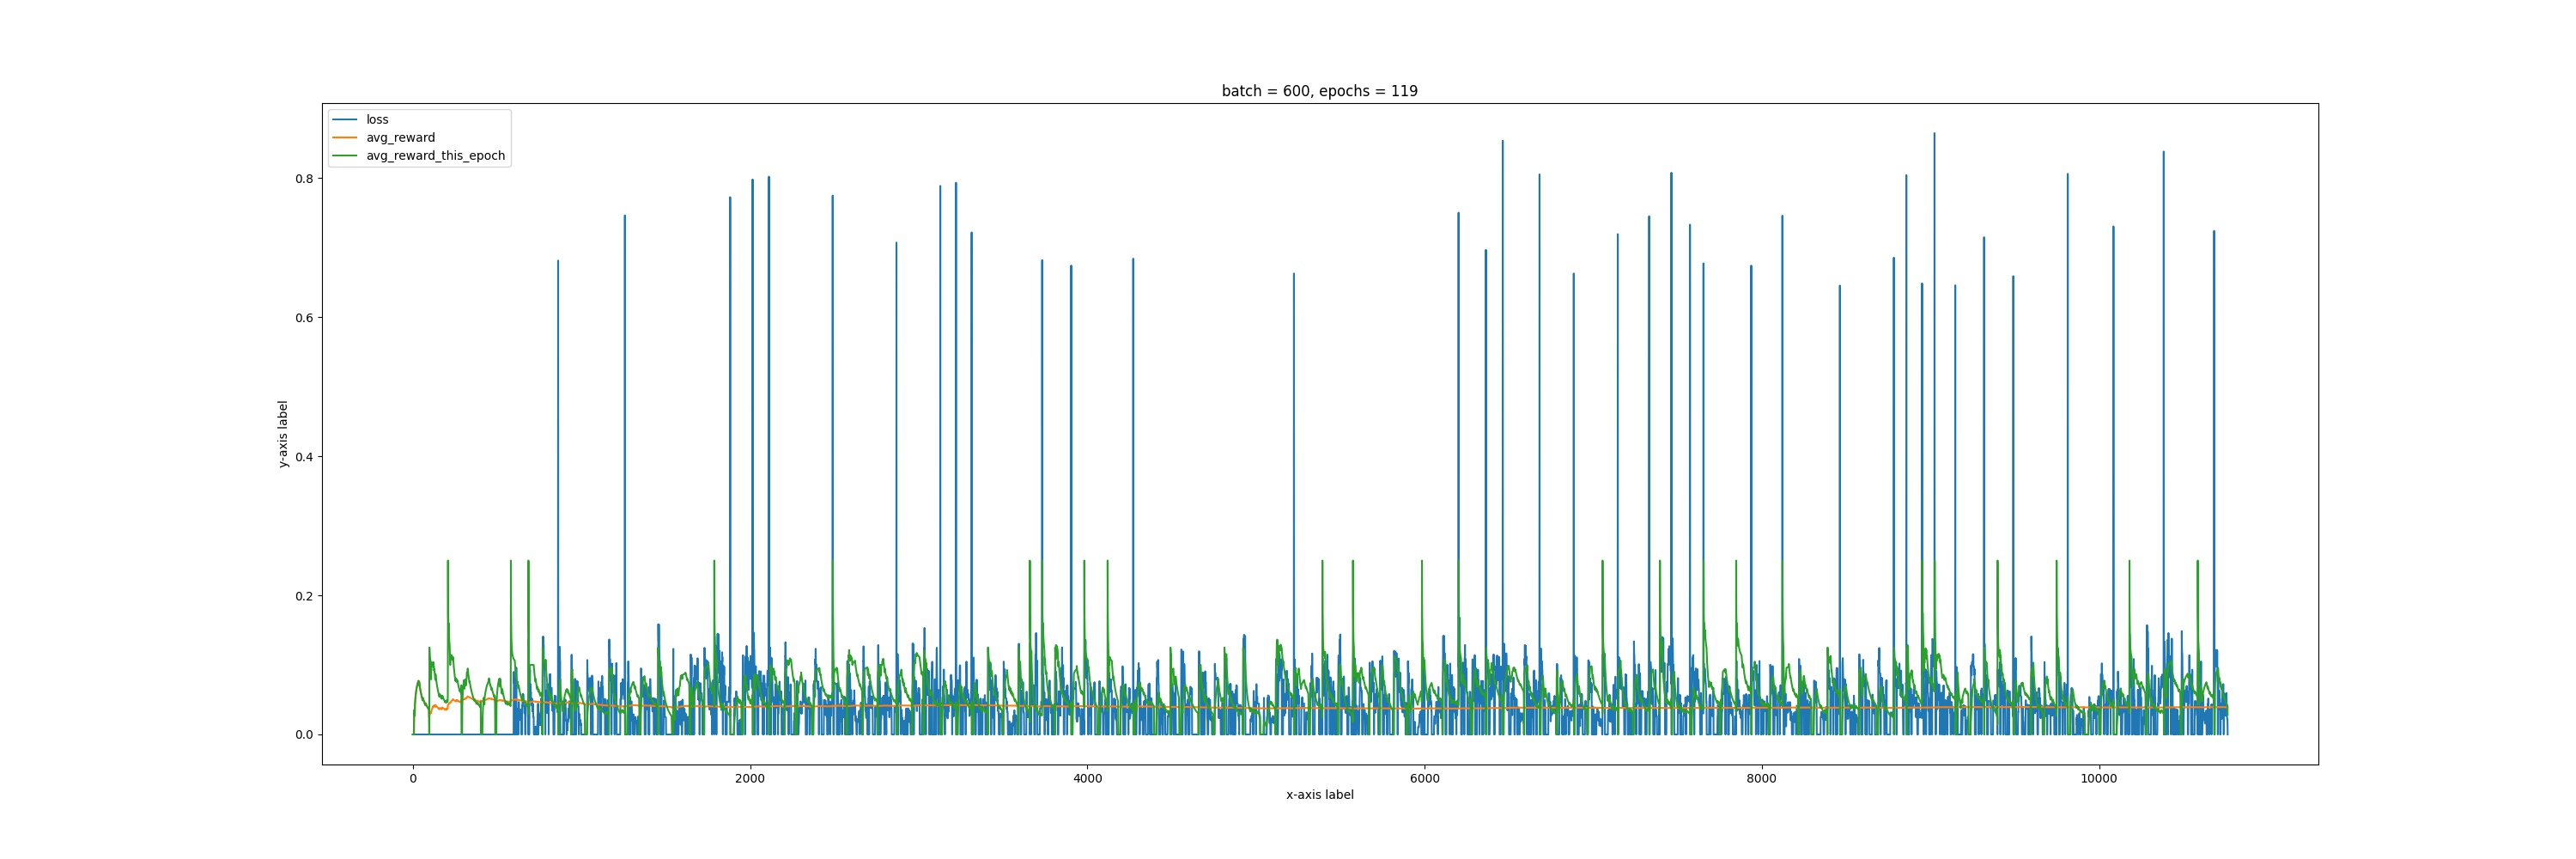 batch = 600, epochs = 119
loss
avg_reward
avg_reward_this_epoch
0.8
0.6
0.4
0.2
0.0
y-axis label
0 2000 4000 6000 8000 10000
x-axis label